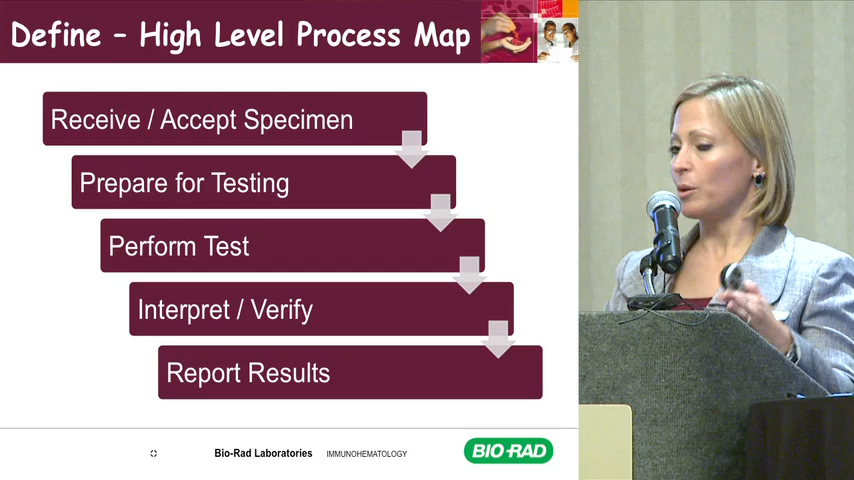 Define – High Level Process Map
Receive / Accept Specimen
Prepare for Testing
Perform Test
Interpret / Verify
Report Results
Bio-Rad Laboratories IMMUNOHEMATOLOGY
BIO-RAD